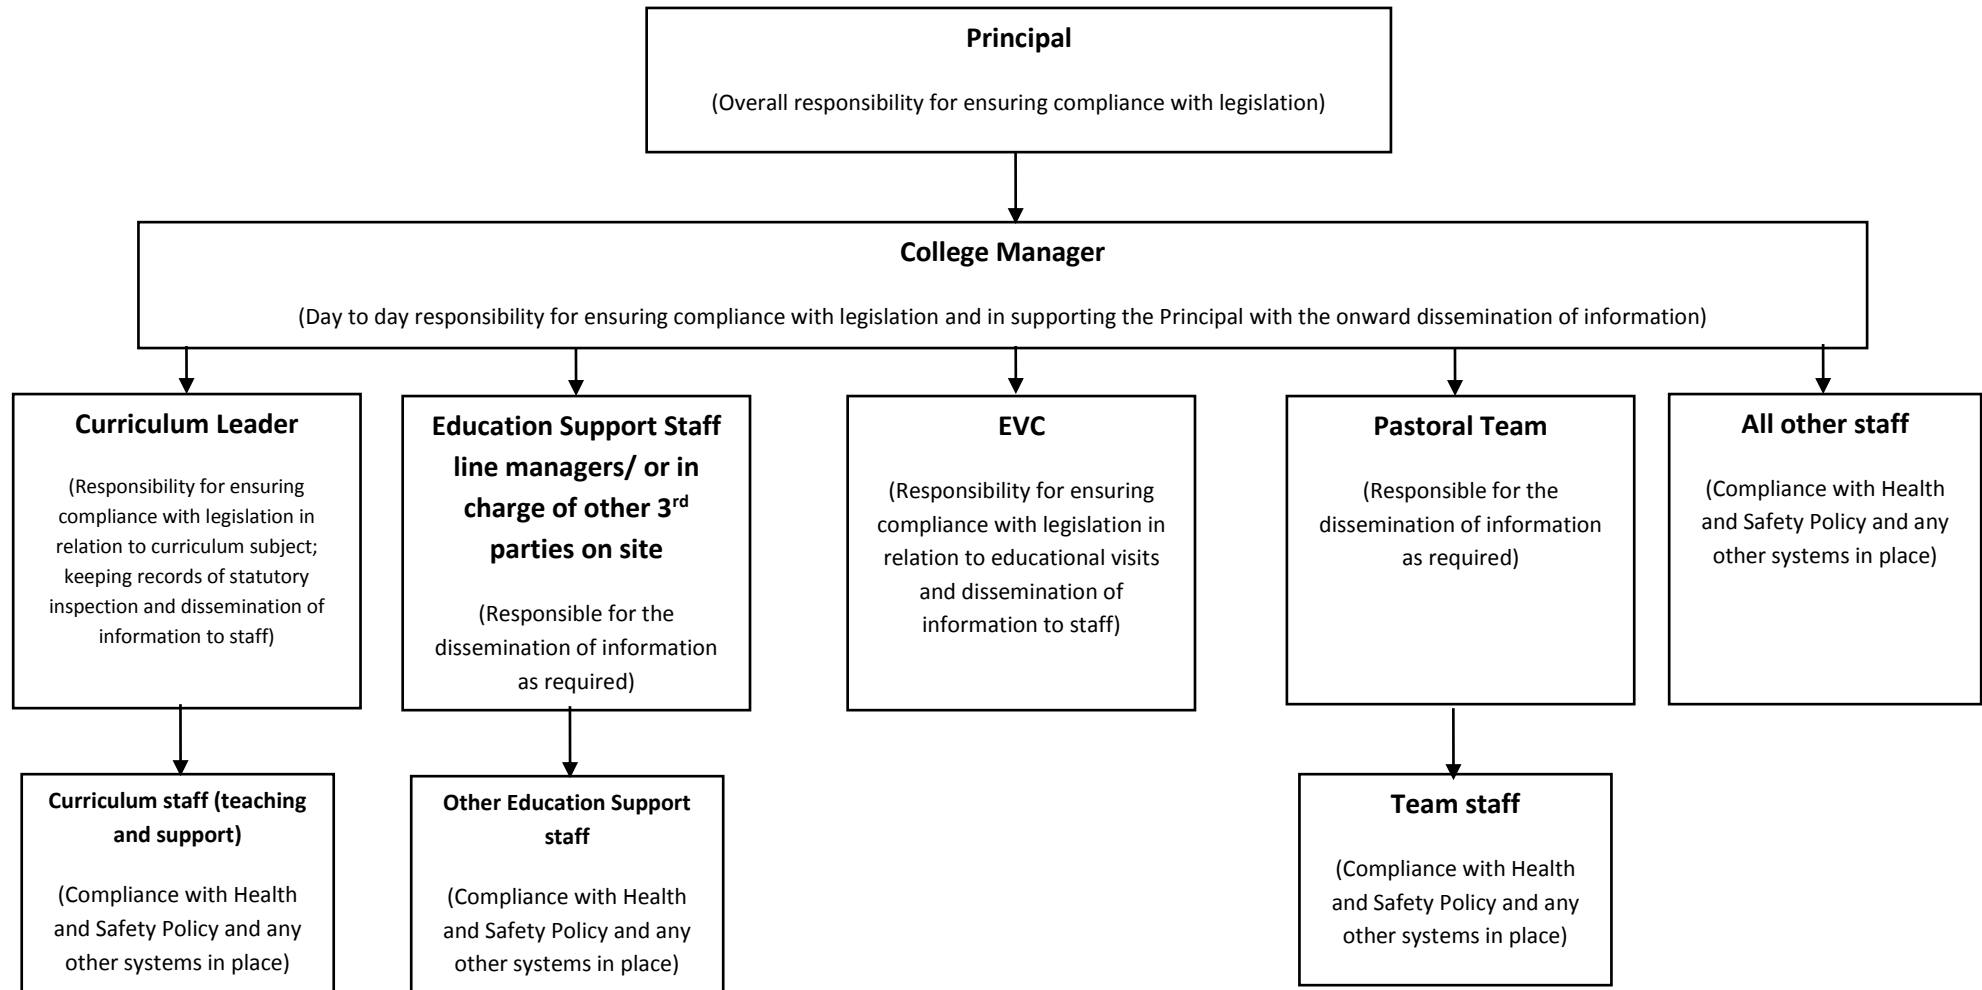 Principal
(Overall responsibility for ensuring compliance with legislation)
College Manager
(Day to day responsibility for ensuring compliance with legislation and in supporting the Principal with the onward dissemination of information)
Curriculum Leader
(Responsibility for ensuring
compliance with legislation in
relation to curriculum subject;
keeping records of statutory
inspection and dissemination of
information to staff)
Education Support Staff
line managers/ or in
charge of other 3rd
parties on site
(Responsible for the
dissemination of information
as required)
EVC
(Responsibility for ensuring
compliance with legislation in
relation to educational visits
and dissemination of
information to staff)
Pastoral Team
(Responsible for the
dissemination of information
as required)
All other staff
(Compliance with Health
and Safety Policy and any
other systems in place)
Curriculum staff (teaching
and support)
(Compliance with Health
and Safety Policy and any
other systems in place)
Other Education Support
staff
(Compliance with Health
and Safety Policy and any
other systems in place)
Team staff
(Compliance with Health
and Safety Policy and any
other systems in place)